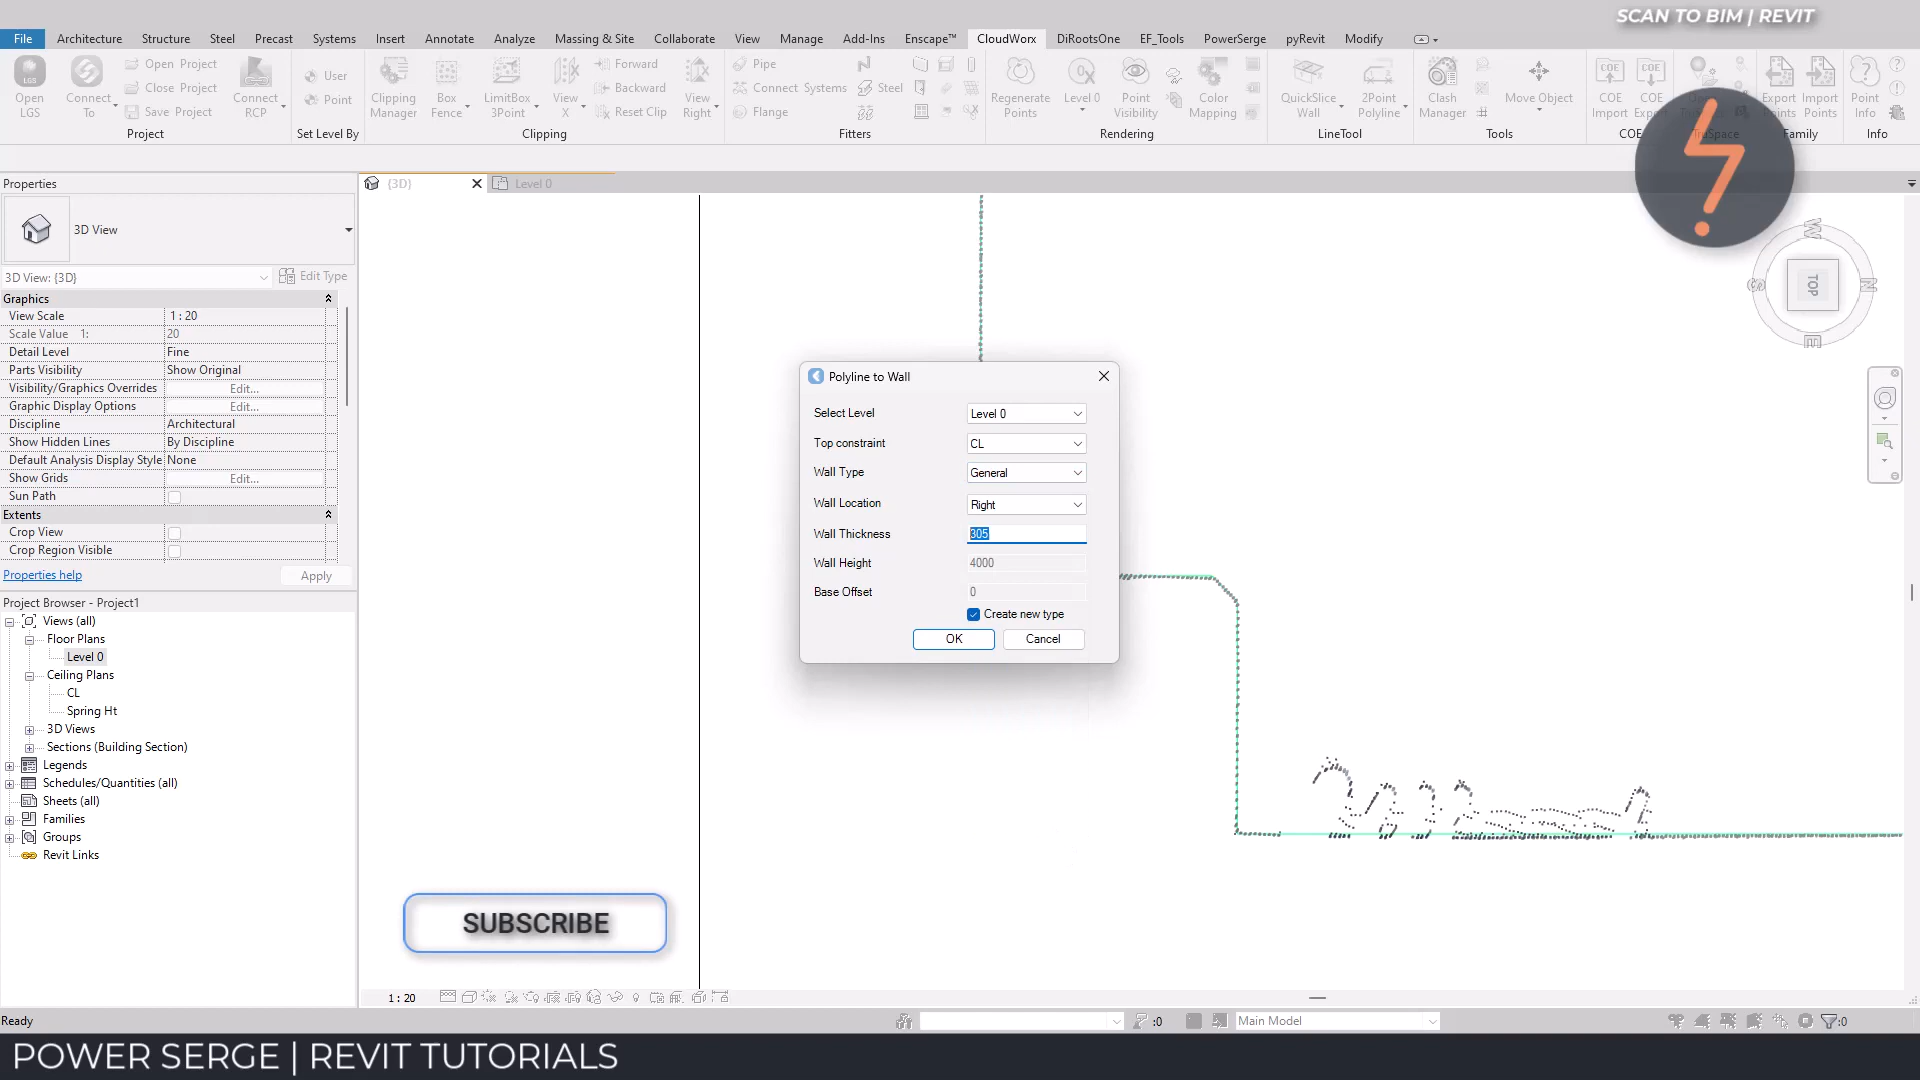 SCAN TO BIM | REVIT
File Architecture Structure Steel Precast Systems Insert Annotate Analyze Massing & Site Collaborate View Manage Add-Ins Enscape™ CloudWorx DiRootsOne EF_Tools PowerSerge pyRevit Modify
Open LGS
Connect To
Open Project
Close Project
Save Project
Connect RCP
Project
User
Point
Set Level By
Clipping Manager
Box Fence
LimitBox 3Point
View X
Forward
Backward
Reset Clip
View Right
Clipping
Pipe
Connect Systems
Flange
Steel
Fitters
Regenerate Points
Level 0
Point Visibility
Color Mapping
Rendering
QuickSlice Wall
2Point Polyline
LineTool
Clash Manager
Move Object
Tools
COE Import
COE
COE
Export Points
Import Points
Family
Point Info
Info
Properties
{3D}
Level 0
3D View
3D View: {3D}
Edit Type
Graphics
View Scale 1 : 20
Scale Value 1: 20
Detail Level Fine
Parts Visibility Show Original
Visibility/Graphics Overrides Edit...
Graphic Display Options Edit...
Discipline Architectural
Show Hidden Lines By Discipline
Default Analysis Display Style None
Show Grids Edit...
Sun Path
Extents
Crop View
Crop Region Visible
Properties help
Apply
Project Browser - Project1
Views (all)
Floor Plans
Level 0
Ceiling Plans
CL
Spring Ht
3D Views
Sections (Building Section)
Legends
Schedules/Quantities (all)
Sheets (all)
Families
Groups
Revit Links
W
S
TOP
N
E
Polyline to Wall
Select Level Level 0
Top constraint CL
Wall Type General
Wall Location Right
Wall Thickness 305
Wall Height 4000
Base Offset 0
Create new type
OK Cancel
SUBSCRIBE
1 : 20
Ready
:0
Main Model
:0
POWER SERGE | REVIT TUTORIALS